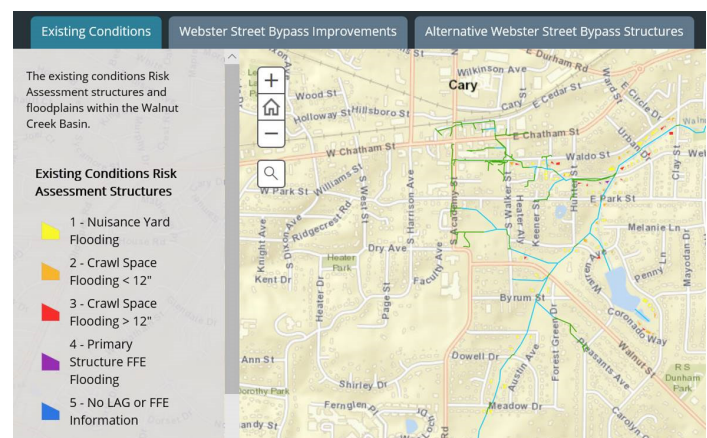 Existing Conditions
Webster Street Bypass Improvements
Alternative Webster Street Bypass Structures
The existing conditions Risk
Assessment structures and
floodplains within the Walnut
Creek Basin.
Existing Conditions Risk
Assessment Structures
1 - Nuisance Yard
Flooding
2 - Crawl Space
Flooding < 12"
3 - Crawl Space
Flooding > 12"
4 - Primary
Structure FFE
Flooding
5 - No LAG or FFE
Information
E Durham Rd
Wilkinson Ave
Cary
Ward St
E Circle Dr
Wood St
Cary St
E Cedar St
Holloway St
Hillsboro St
E Chatham St
Urban Dr
W Chatham St
Waldo St
Clay St
W Park St
Williams St
S West St
S Harrison Ave
S Academy St
S Walker St
Heater Aly
Keener St
Hunter St
E Park St
Knight Ave
S Dixon Ave
Ridgecrest Rd
Dry Ave
Melanie Ln
Heater
Park
Kent Dr
Heater Dr
Page St
Faculty Ave
Warren Ave
Penny Ln
Mayodan Dr
Byrum St
Coronado Way
Walnut St
Ann St
Dowell Dr
Austin Ave
Forest Green Dr
Pleasants Ave
R S
Dunham
Park
Dorothy Park
Shirley Dr
Fernglen Pl
Meadow Dr
Carolyn